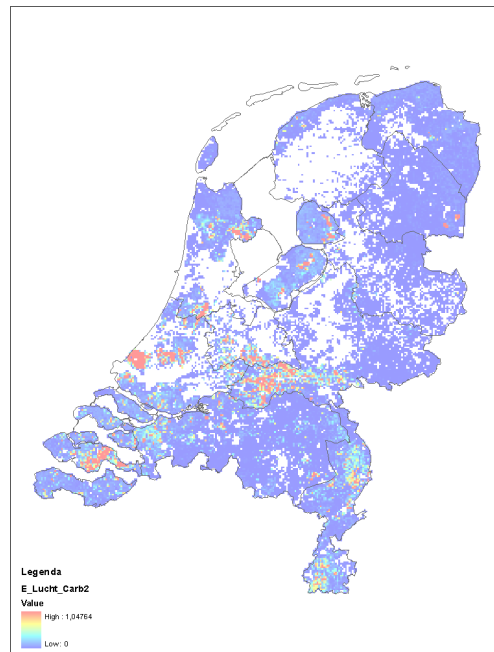 Legenda
E_Lucht_Carb2
Value
High : 1,04764
Low : 0